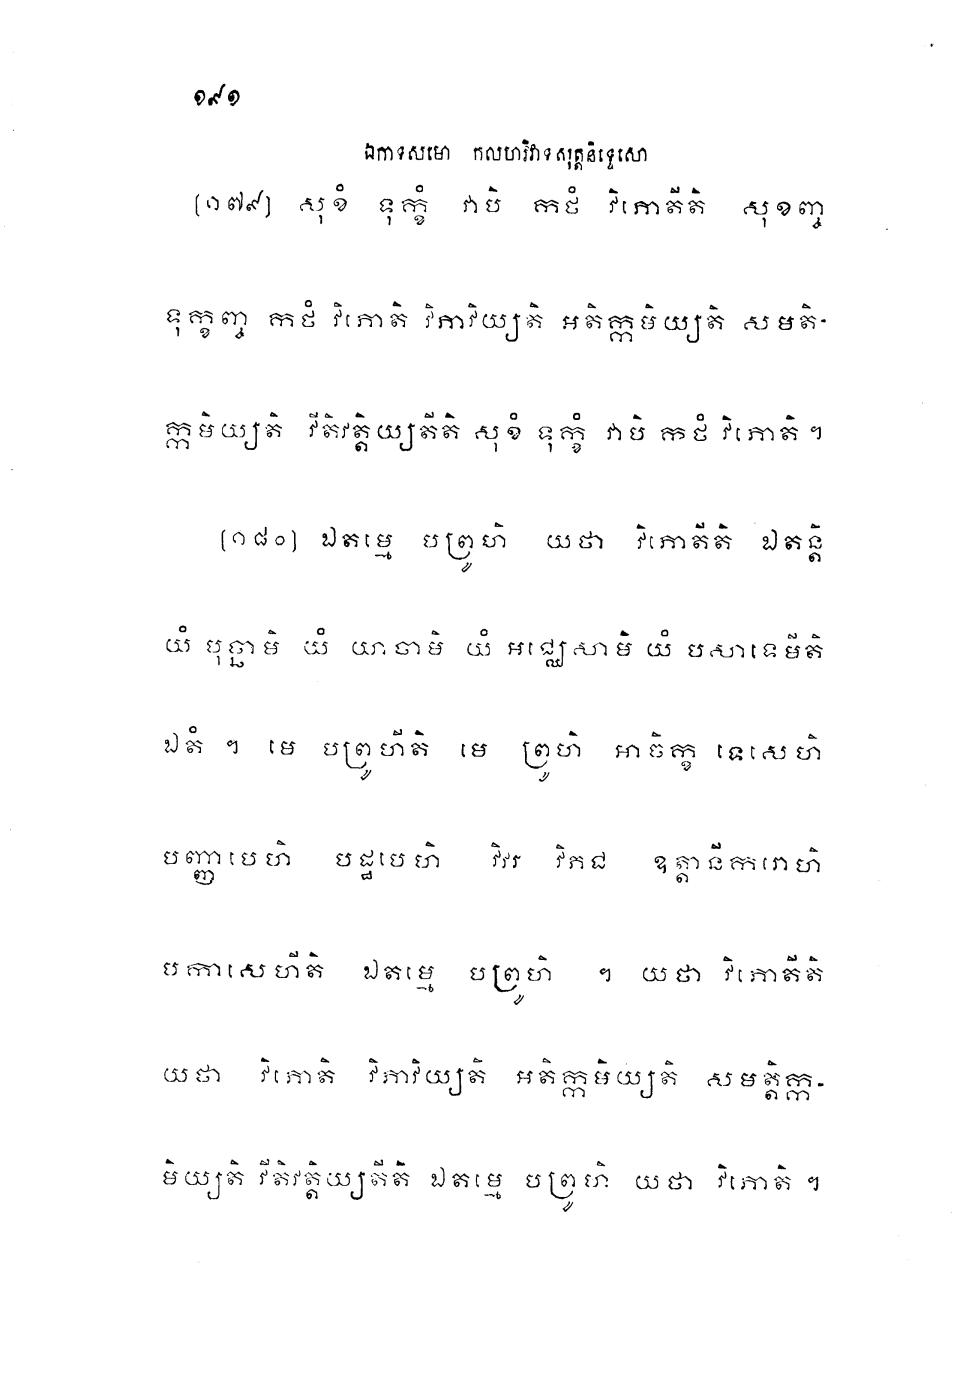 ១៩១
ឯកាទសមោ កលហវិវាទសុត្តនិទ្ទេសោ
(១៧៩) សុខំ ទុក្ខំ វាបិ កថំ វិភោតីតិ សុខញ្ច
ទុក្ខញ្ច កថំ វិភោតិ វិភាវិយ្យតិ អតិក្កមិយ្យតិ សមតិ-
ក្កមិយ្យតិ វីតិវត្តិយ្យតីតិ សុខំ ទុក្ខំ វាបិ កថំ វិភោតិ ។
(១៨០) ឯតម្មេ បព្រូហិ យថា វិភោតីតិ ឯតន្តិ
យំ បុច្ឆាមិ យំ យាចាមិ យំ អជ្ឈេសាមិ យំ បសាទេមីតិ
ឯតំ ។ មេ បព្រូហីតិ មេ ព្រូហិ អាចិក្ខ ទេសេហិ
បញ្ញាបេហិ បដ្ឋបេហិ វិវរ វិភជ ឧត្តានីករោហិ
បកាសេហីតិ ឯតម្មេ បព្រូហិ ។ យថា វិភោតីតិ
យថា វិភោតិ វិភាវិយ្យតិ អតិក្កមិយ្យតិ សមត្តិក្ក-
មិយ្យតិ វីតិវត្តិយ្យតីតិ ឯតម្មេ បព្រូហិ យថា វិភោតិ ។